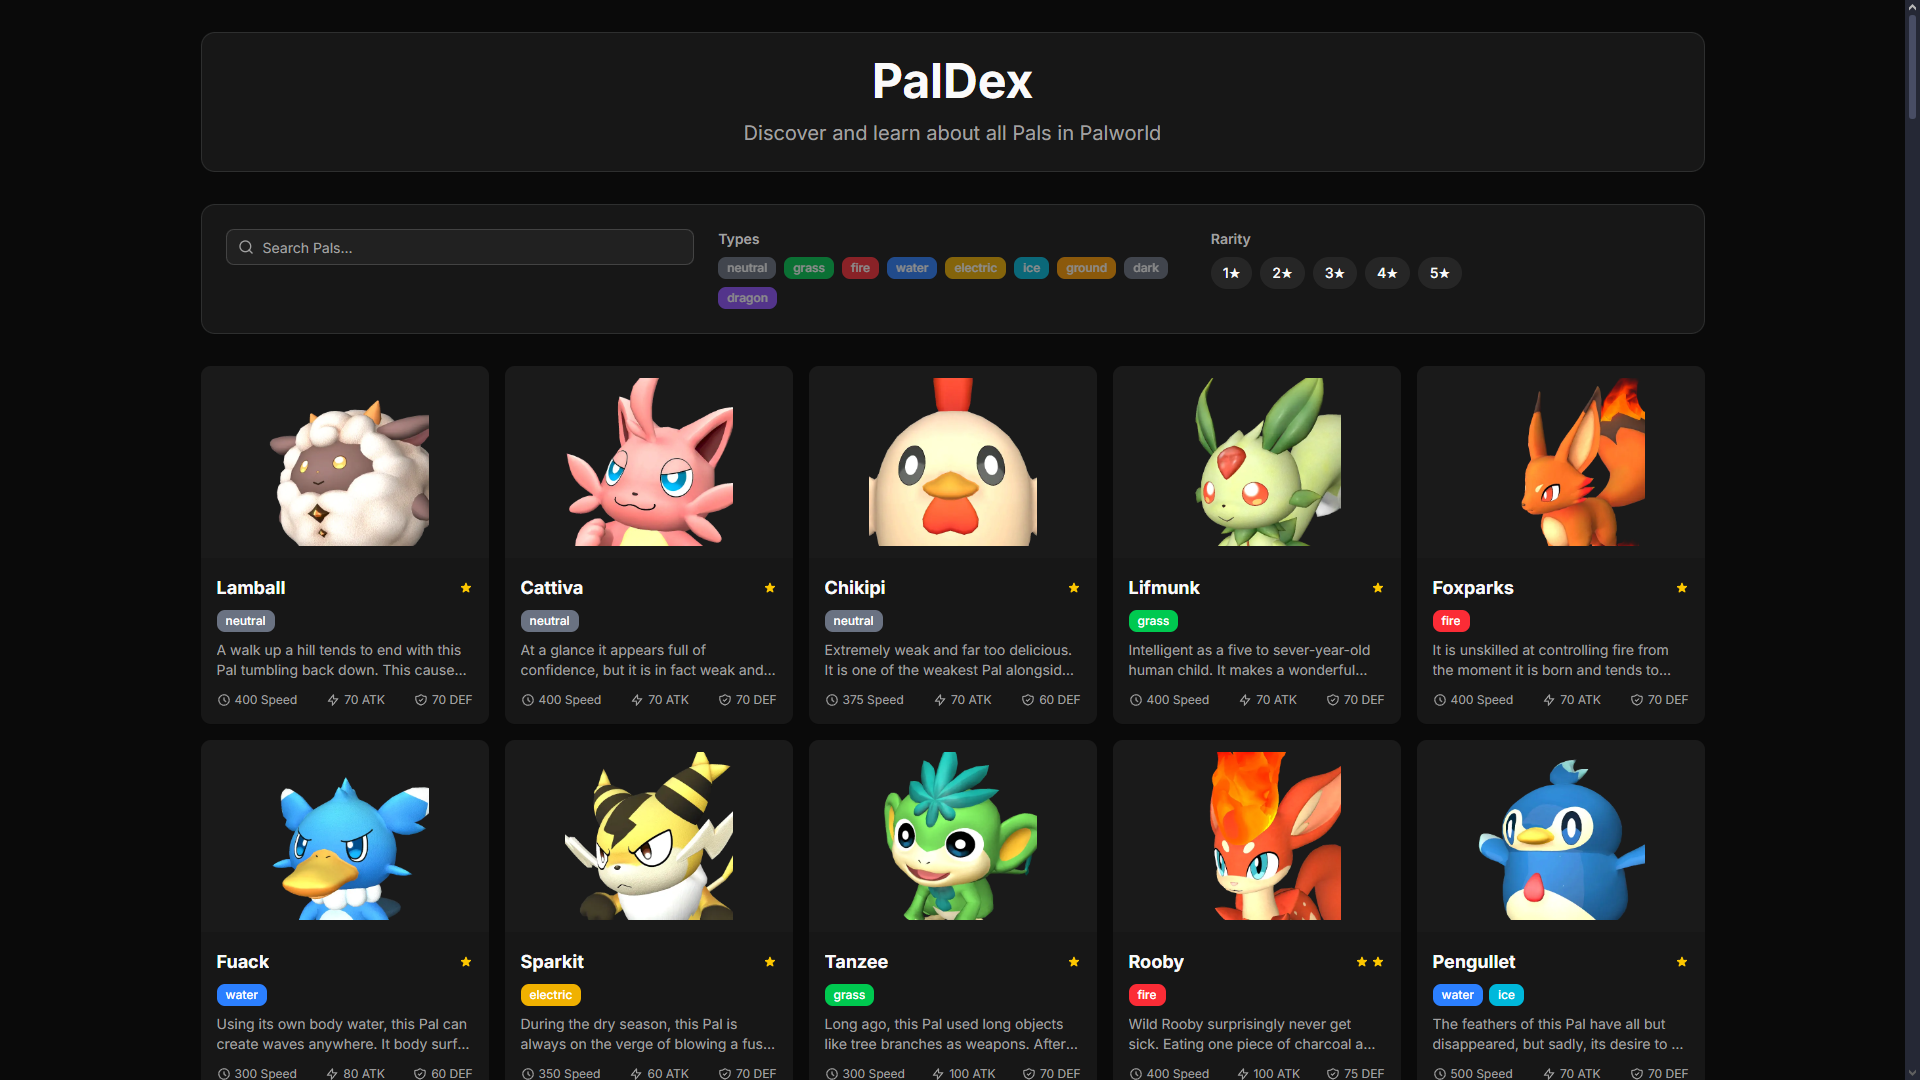 PalDex
Discover and learn about all Pals in Palworld
Search Pals...
Types
neutral grass fire water electric ice ground dark
dragon
Rarity
1★ 2★ 3★ 4★ 5★
Lamball
neutral
A walk up a hill tends to end with this
Pal tumbling back down. This cause...
400 Speed 70 ATK 70 DEF
Cattiva
neutral
At a glance it appears full of
confidence, but it is in fact weak and...
400 Speed 70 ATK 70 DEF
Chikipi
neutral
Extremely weak and far too delicious.
It is one of the weakest Pal alongsid...
375 Speed 70 ATK 60 DEF
Lifmunk
grass
Intelligent as a five to sever-year-old
human child. It makes a wonderful...
400 Speed 70 ATK 70 DEF
Foxparks
fire
It is unskilled at controlling fire from
the moment it is born and tends to...
400 Speed 70 ATK 70 DEF
Fuack
water
Using its own body water, this Pal can
create waves anywhere. It body surf...
300 Speed 80 ATK 60 DEF
Sparkit
electric
During the dry season, this Pal is
always on the verge of blowing a fus...
350 Speed 60 ATK 70 DEF
Tanzee
grass
Long ago, this Pal used long objects
like tree branches as weapons. After...
300 Speed 100 ATK 70 DEF
Rooby
fire
Wild Rooby surprisingly never get
sick. Eating one piece of charcoal a...
400 Speed 100 ATK 75 DEF
Pengullet
water ice
The feathers of this Pal have all but
disappeared, but sadly, its desire to ...
500 Speed 70 ATK 70 DEF